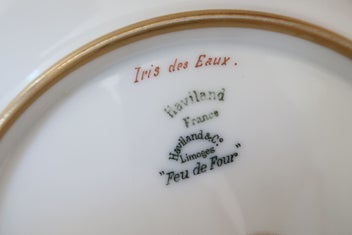 Iris des Eaux.
Haviland
France
Haviland & Co
Limoges
"Feu de Four"